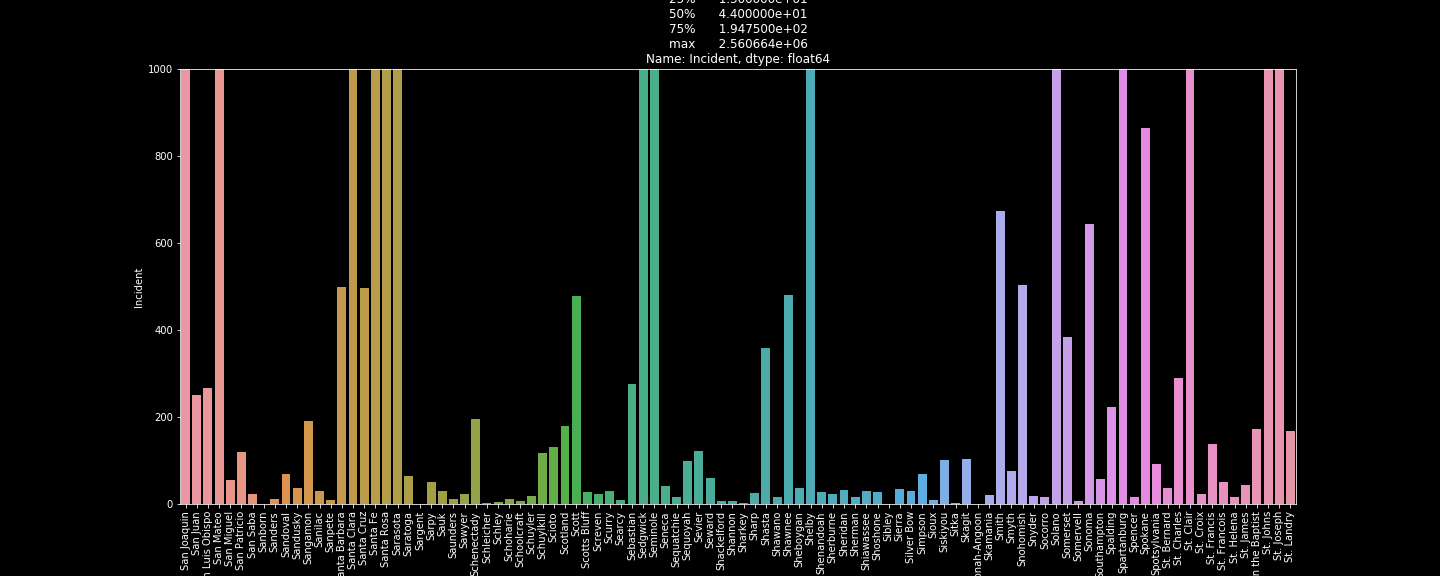 50% 4.400000e+01
75% 1.947500e+02
max 2.560664e+06
Name: Incident, dtype: float64
1000
800
600
400
200
0
Incident
San Joaquin
San Juan
n Luis Obispo
San Mateo
San Miguel
San Patricio
San Saba
Sanborn
Sanders
Sandoval
Sandusky
Sangamon
Sanilac
Sanpete
anta Barbara
Santa Clara
Santa Cruz
Santa Fe
Santa Rosa
Sarasota
Saratoga
Sargent
Sarpy
Sauk
Saunders
Sawyer
Schenectady
Schleicher
Schley
Schoharie
Schoolcraft
Schuyler
Schuylkill
Scioto
Scotland
Scott
Scotts Bluff
Screven
Scurry
Searcy
Sebastian
Sedgwick
Seminole
Seneca
Sequatchie
Sequoyah
Sevier
Seward
Shackelford
Shannon
Sharkey
Sharp
Shasta
Shawano
Shawnee
Sheboygan
Shelby
Shenandoah
Sherburne
Sheridan
Sherman
Shiawassee
Shoshone
Sibley
Sierra
Silver Bow
Simpson
Sioux
Siskiyou
Sitka
Skagit
onah-Angoon
Skamania
Smith
Smyth
Snohomish
Snyder
Socorro
Solano
Somerset
Somervell
Sonoma
Southampton
Spalding
Spartanburg
Spencer
Spokane
Spotsylvania
St. Bernard
St. Charles
St. Clair
St. Croix
St. Francis
St. Francois
St. Helena
St. James
n the Baptist
St. Johns
St. Joseph
St. Landry